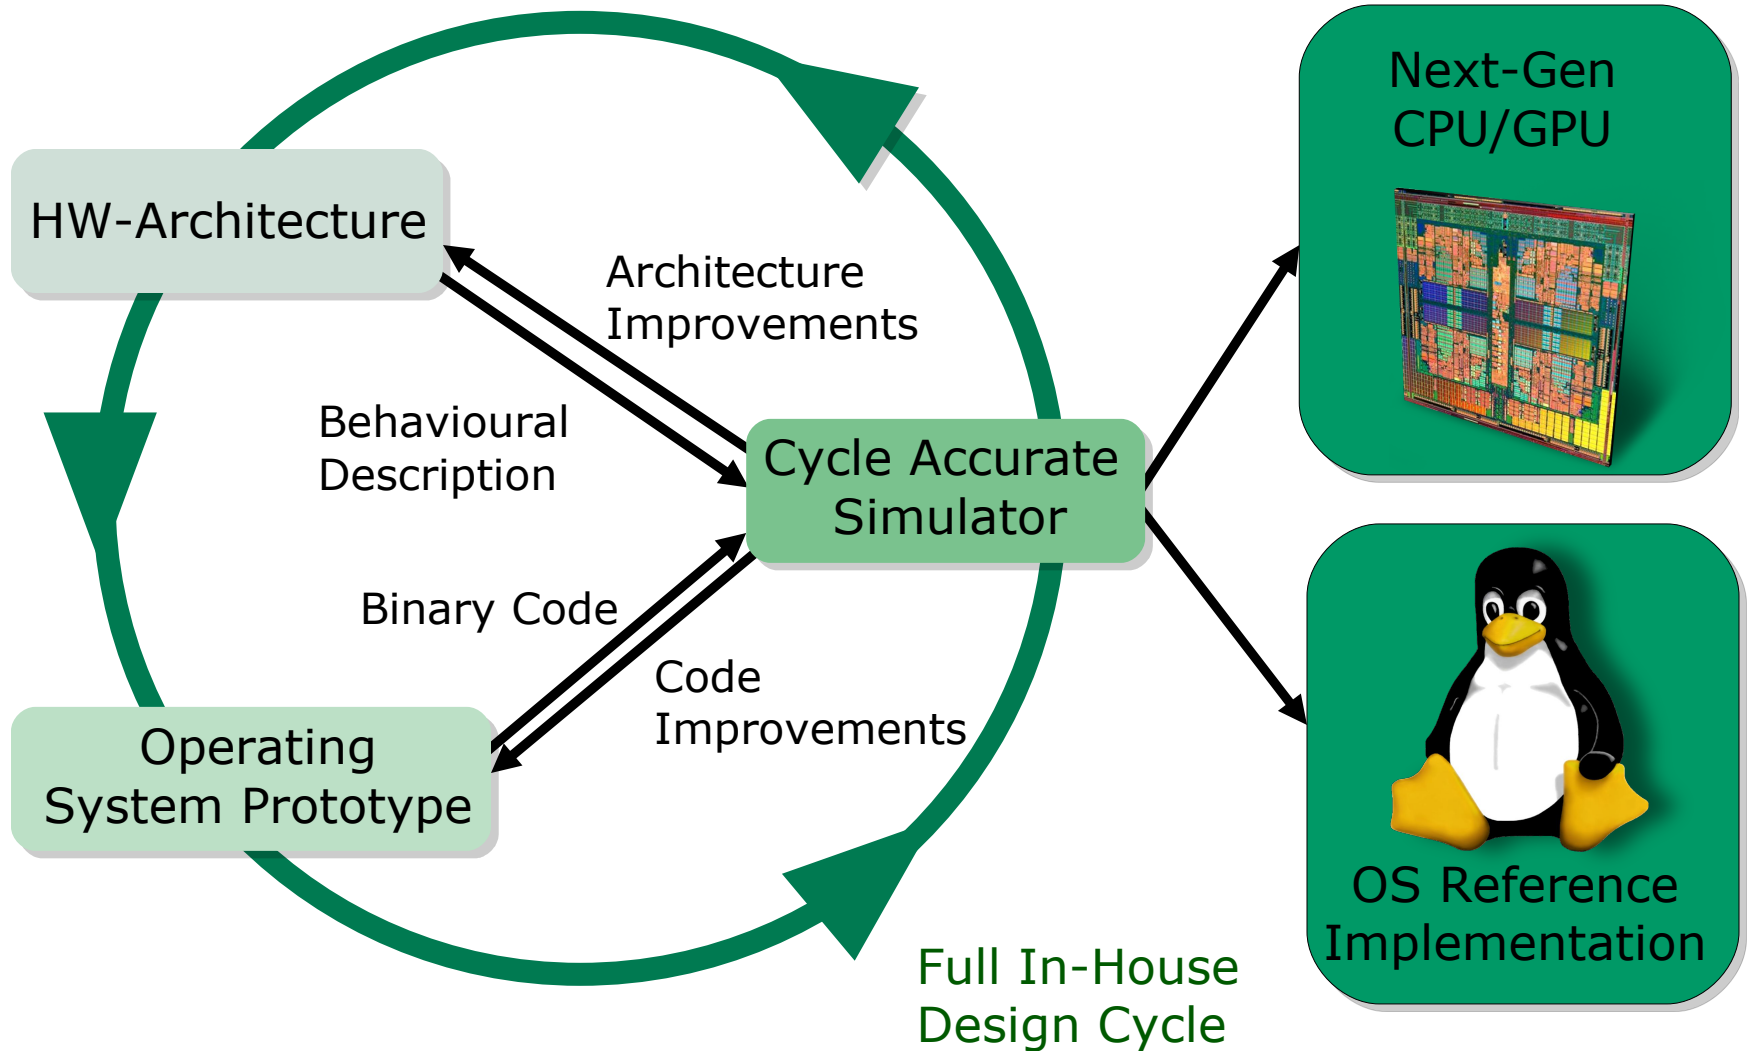 Next-Gen
CPU/GPU
HW-Architecture
Architecture
Improvements
Behavioural
Description
Cycle Accurate
Simulator
Binary Code
Code
Improvements
Operating
System Prototype
OS Reference
Implementation
Full In-House
Design Cycle